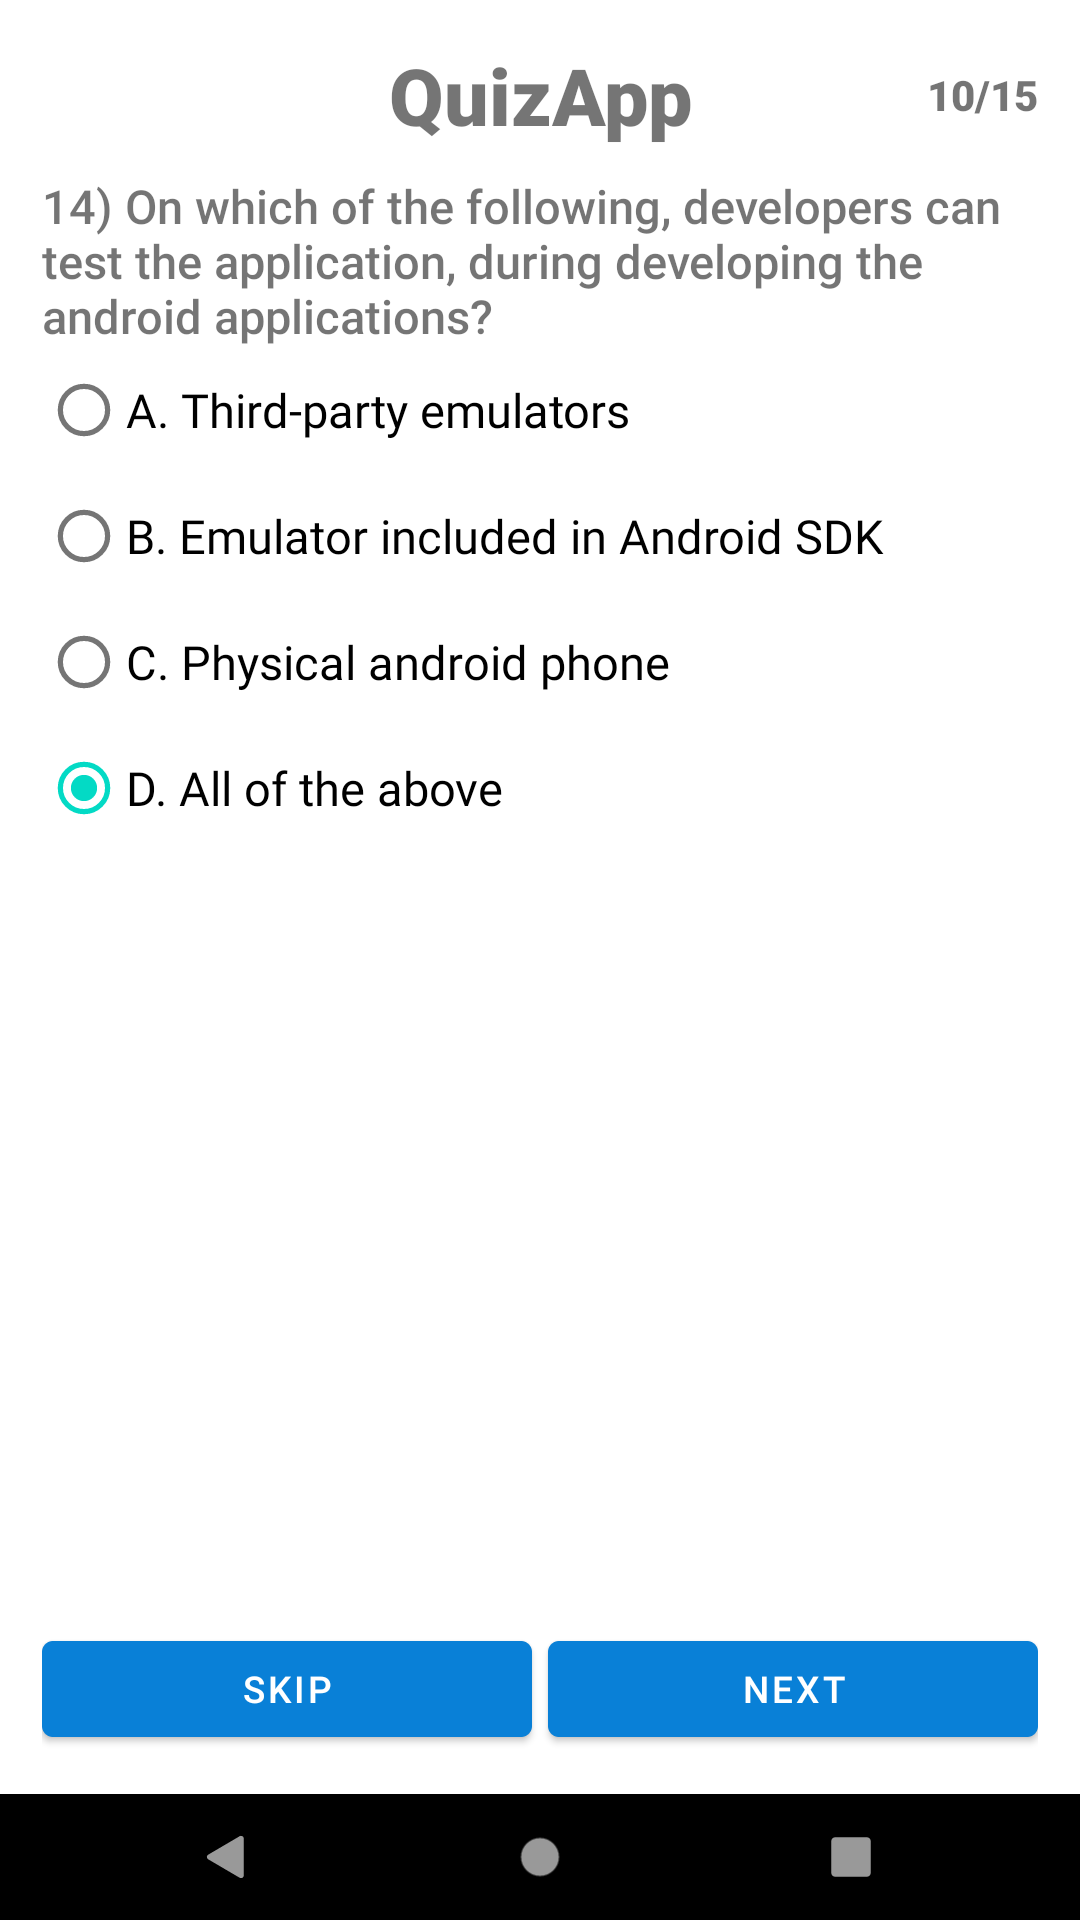 QuizApp
10/15
14) On which of the following, developers can
test the application, during developing the
android applications?
A. Third-party emulators
B. Emulator included in Android SDK
C. Physical android phone
D. All of the above
SKIP
NEXT